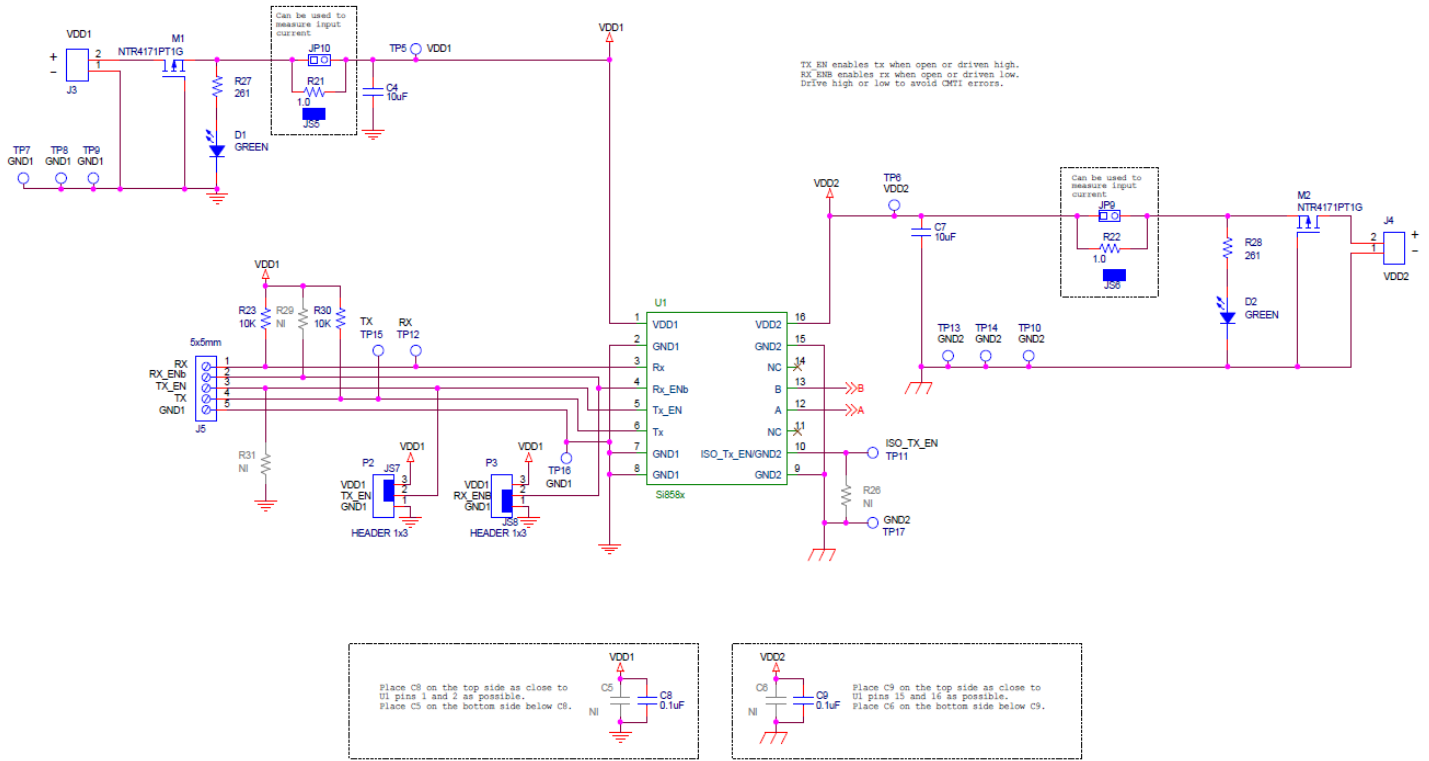 Can be used to
measure input
current
VDD1
+
-
2
1
J3
NTR4171PT1G
M1
R27
261
D1
GREEN
JP10
R21
1.0
JS5
TP5
VDD1
C4
10uF
VDD1
TP7
GND1
TP8
GND1
TP9
GND1
TX_EN enables tx when open or driven high.
RX_ENB enables rx when open or driven low.
Drive high or low to avoid CMTI errors.
VDD2
TP6
VDD2
C7
10uF
Can be used to
measure input
current
JP9
R22
1.0
JS6
M2
NTR4171PT1G
R28
261
D2
GREEN
J4
2
1
+
-
VDD2
TP13
GND2
TP14
GND2
TP10
GND2
VDD1
R23
10K
R29
NI
R30
10K
TX
TP15
RX
TP12
5x5mm
RX
RX_ENb
TX_EN
TX
GND1
1
2
3
4
5
J5
R31
NI
P2
JS7
VDD1
VDD1
TX_EN
GND1
3
2
1
HEADER 1x3
P3
VDD1
VDD1
RX_ENB
GND1
3
2
1
JS8
HEADER 1x3
TP16
GND1
U1
1 VDD1
2 GND1
3 Rx
4 Rx_ENb
5 Tx_EN
6 Tx
7 GND1
8 GND1
VDD2 16
GND2 15
NC 14
B 13
A 12
NC 11
ISO_Tx_EN/GND2 10
GND2 9
Si858x
B
A
ISO_TX_EN
TP11
R26
NI
GND2
TP17
Place C8 on the top side as close to
U1 pins 1 and 2 as possible.
Place C5 on the bottom side below C8.
VDD1
C5
NI
C8
0.1uF
VDD2
C6
NI
C9
0.1uF
Place C9 on the top side as close to
U1 pins 15 and 16 as possible.
Place C6 on the bottom side below C9.